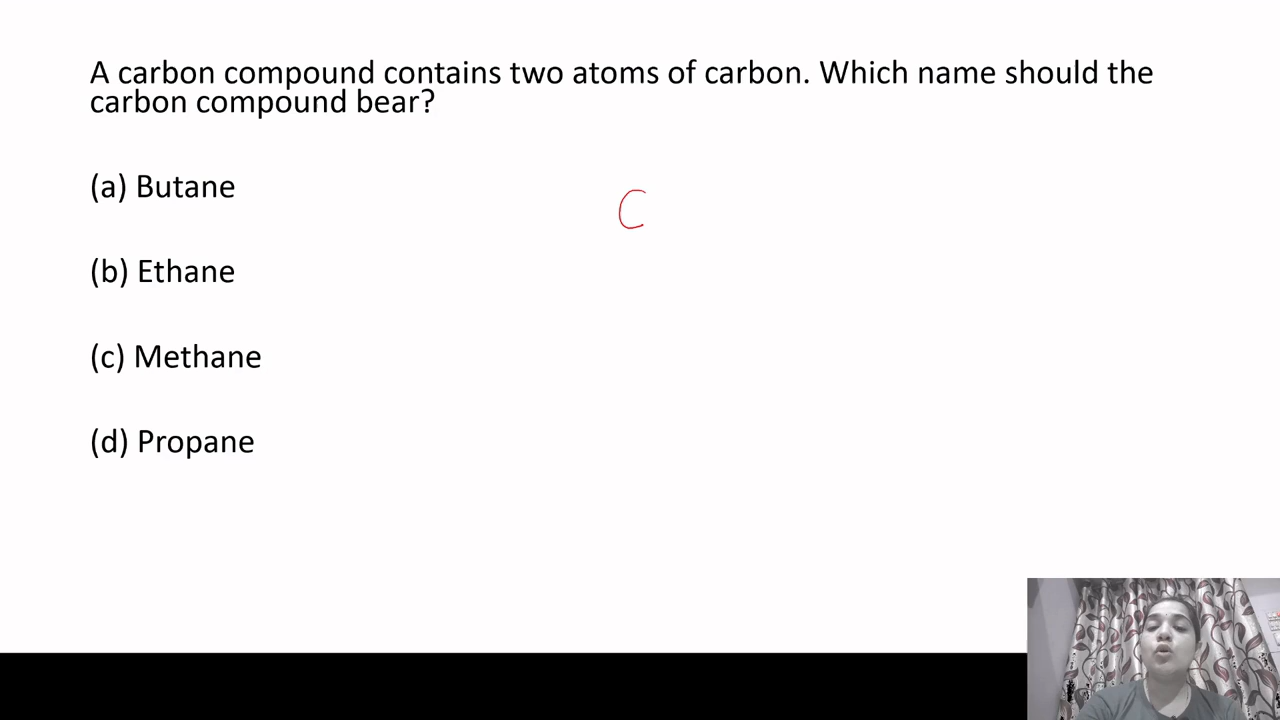 A carbon compound contains two atoms of carbon. Which name should the
carbon compound bear?
(a) Butane
C
(b) Ethane
(c) Methane
(d) Propane